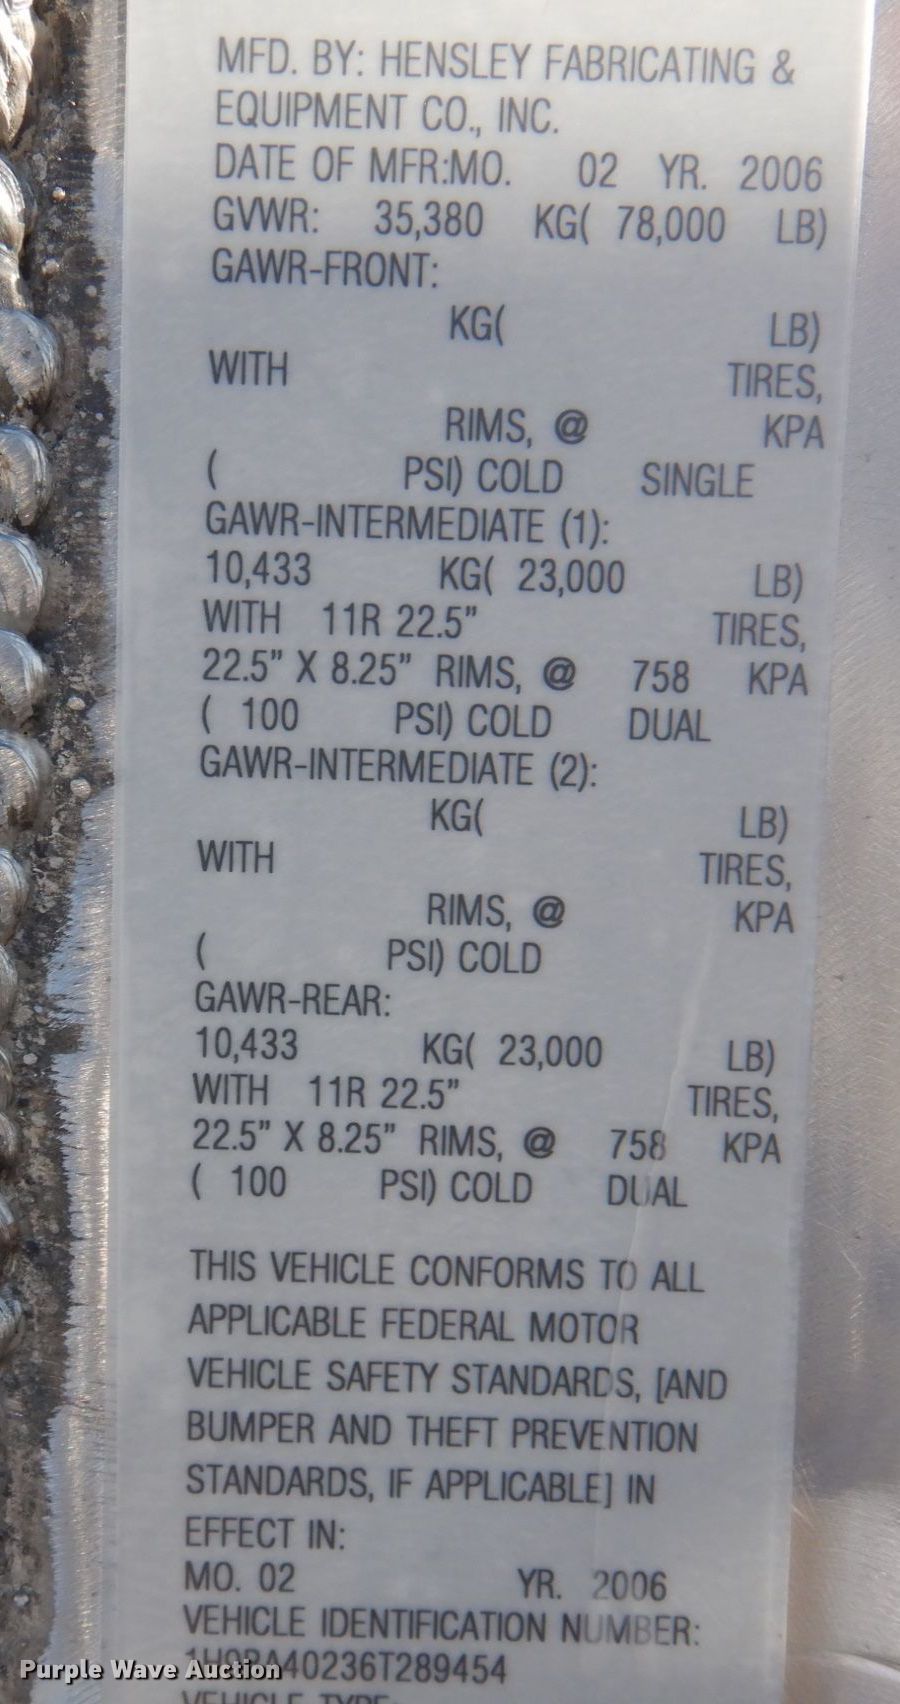 MFD. BY: HENSLEY FABRICATING &
EQUIPMENT CO., INC.
DATE OF MFR:MO. 02 YR. 2006
GVWR: 35,380 KG( 78,000 LB)
GAWR-FRONT:
KG( LB)
WITH TIRES,
RIMS, @ KPA
( PSI) COLD SINGLE
GAWR-INTERMEDIATE (1):
10,433 KG( 23,000 LB)
WITH 11R 22.5" TIRES,
22.5" X 8.25" RIMS, @ 758 KPA
( 100 PSI) COLD DUAL
GAWR-INTERMEDIATE (2):
KG( LB)
WITH TIRES,
RIMS, @ KPA
( PSI) COLD
GAWR-REAR:
10,433 KG( 23,000 LB)
WITH 11R 22.5" TIRES,
22.5" X 8.25" RIMS, @ 758 KPA
( 100 PSI) COLD DUAL
THIS VEHICLE CONFORMS TO ALL
APPLICABLE FEDERAL MOTOR
VEHICLE SAFETY STANDARDS, [AND
BUMPER AND THEFT PREVENTION
STANDARDS, IF APPLICABLE] IN
EFFECT IN:
MO. 02 YR. 2006
VEHICLE IDENTIFICATION NUMBER:
Purple Wave Auction
VEHICLE TYPE: